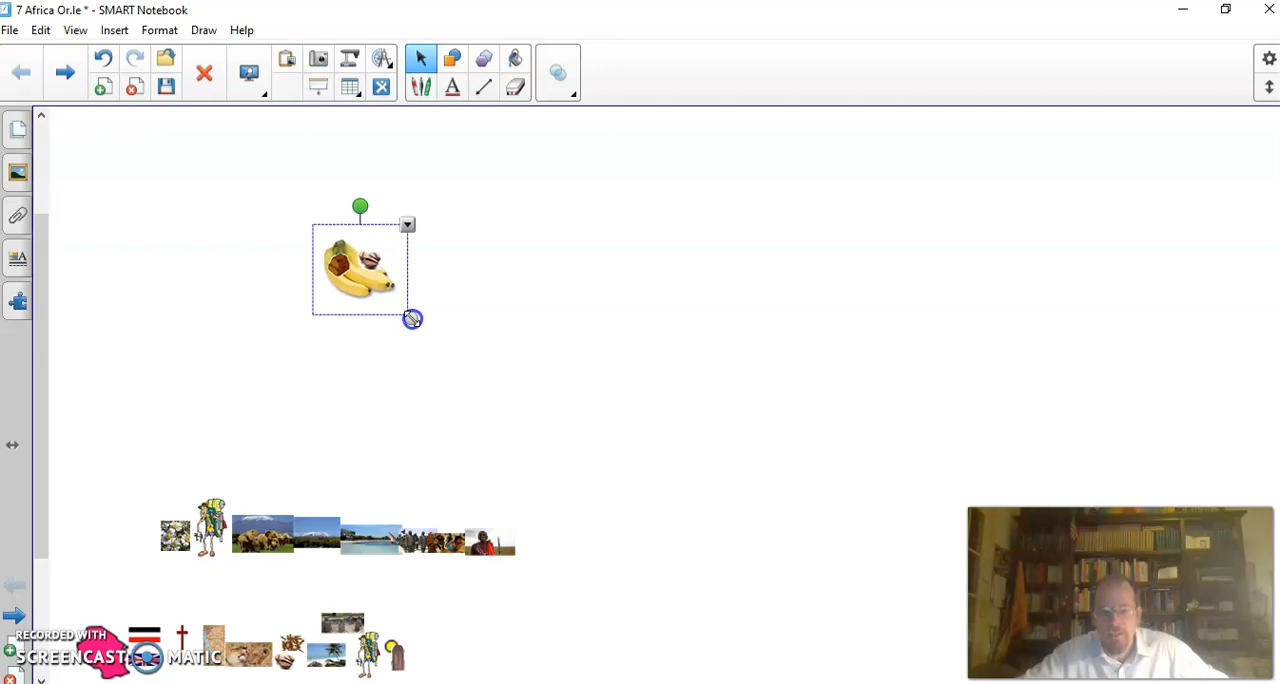 7 Africa Or.le * - SMART Notebook
File Edit View Insert Format Draw Help
RECORDED WITH
SCREENCAST MATIC